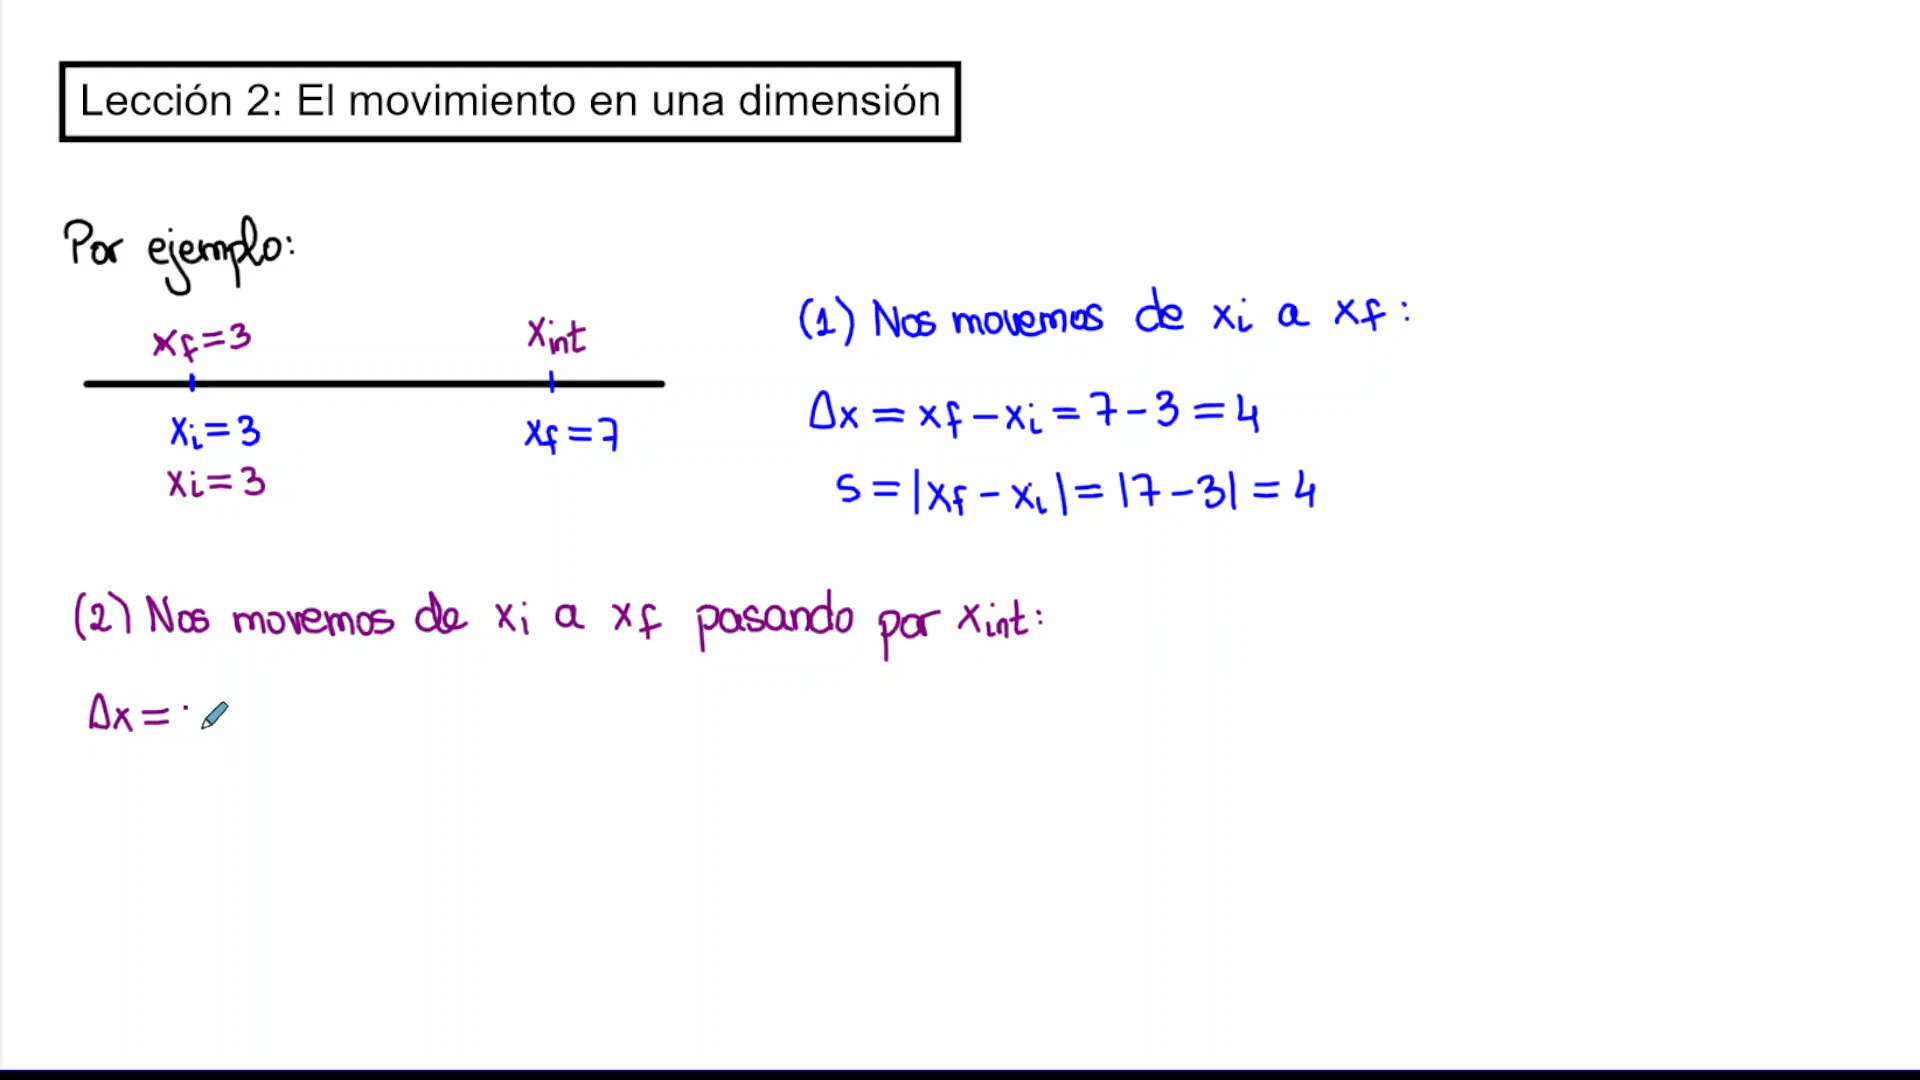 Lección 2: El movimiento en una dimensión
Por ejemplo:
xf=3
xint
xi=3
xf=7
xi=3
(1) Nos movemos de xi a xf:
Δx = xf-xi = 7-3 = 4
s = |xf - xi| = |7-3| = 4
(2) Nos movemos de xi a xf pasando por xint:
Δx =